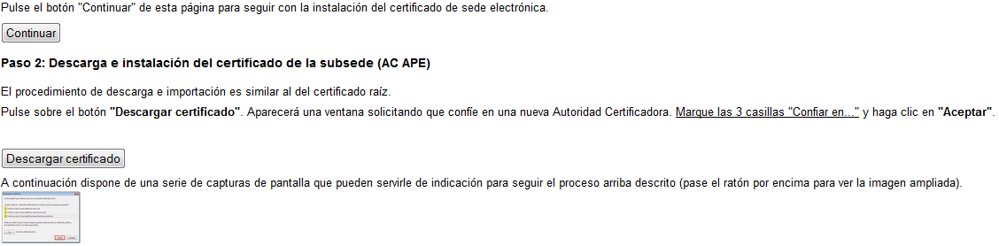 Pulse el botón "Continuar" de esta página para seguir con la instalación del certificado de sede electrónica.
Continuar
Paso 2: Descarga e instalación del certificado de la subsede (AC APE)
El procedimiento de descarga e importación es similar al del certificado raíz.
Pulse sobre el botón "Descargar certificado". Aparecerá una ventana solicitando que confíe en una nueva Autoridad Certificadora. Marque las 3 casillas "Confiar en..." y haga clic en "Aceptar".
Descargar certificado
A continuación dispone de una serie de capturas de pantalla que pueden servirle de indicación para seguir el proceso arriba descrito (pase el ratón por encima para ver la imagen ampliada).